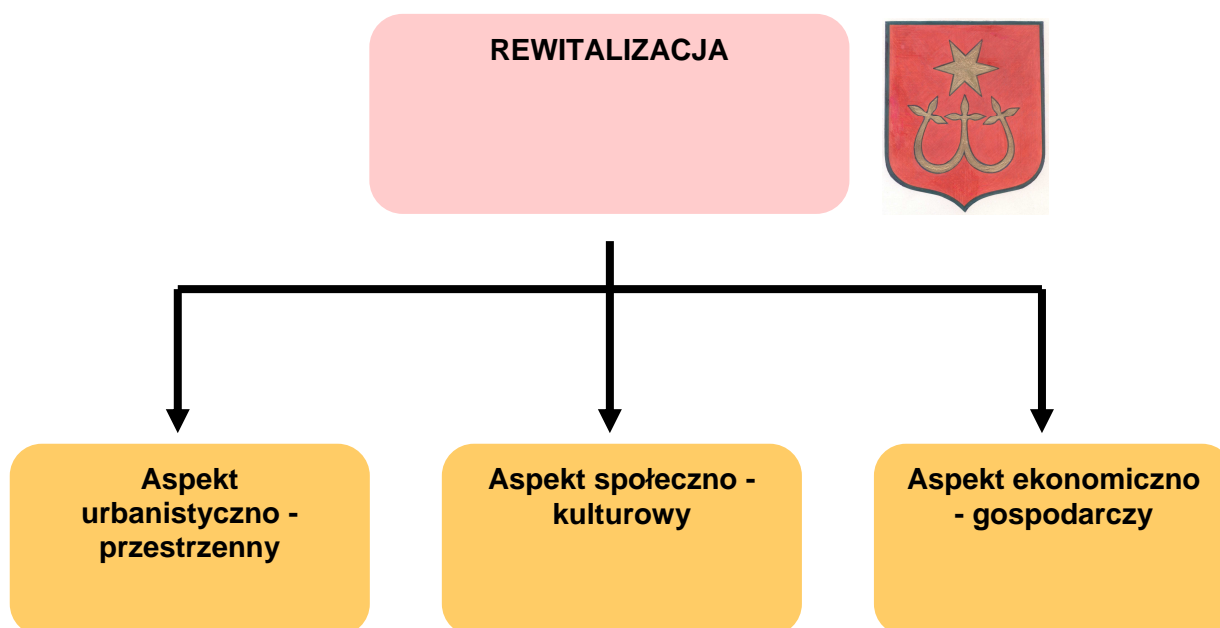 REWITALIZACJA
Aspekt
urbanistyczno -
przestrzenny
Aspekt społeczno -
kulturowy
Aspekt ekonomiczno
- gospodarczy